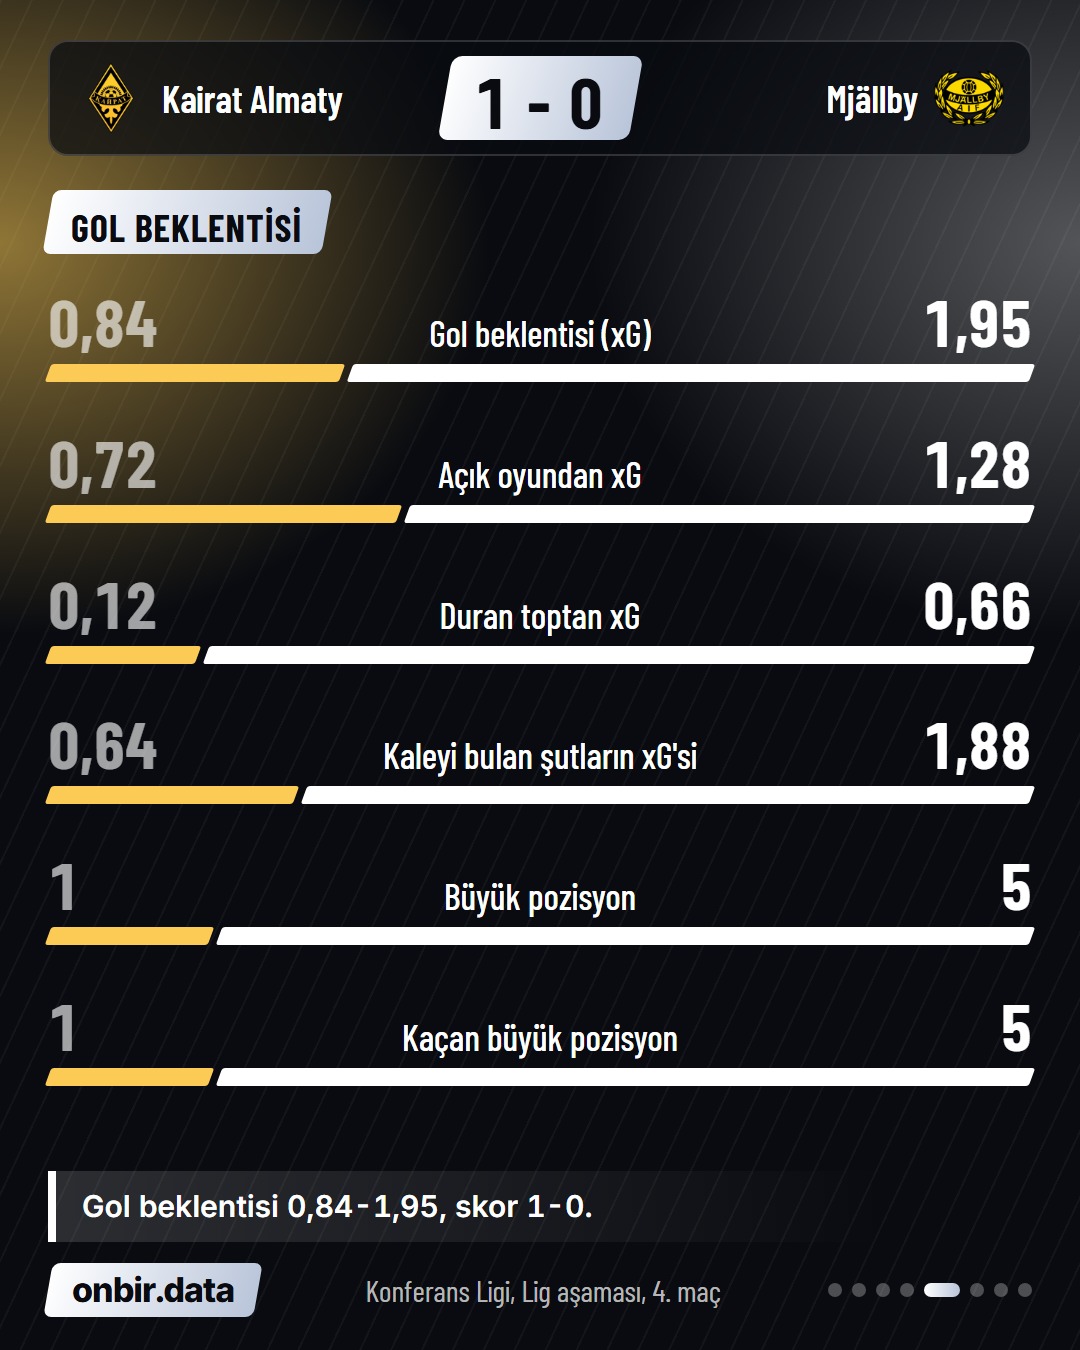 Kairat Almaty 1 - 0 Mjällby
KAЙPAT
MJÄLLBY
AIF
GOL BEKLENTİSİ
0,84 Gol beklentisi (xG) 1,95
0,72 Açık oyundan xG 1,28
0,12 Duran toptan xG 0,66
0,64 Kaleyi bulan şutların xG'si 1,88
1 Büyük pozisyon 5
1 Kaçan büyük pozisyon 5
Gol beklentisi 0,84-1,95, skor 1-0.
onbir.data
Konferans Ligi, Lig aşaması, 4. maç